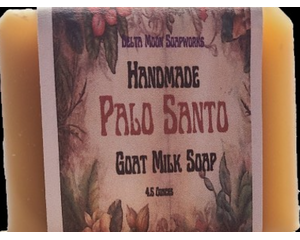 Delta Moon Soapworks
Handmade
Palo Santo
Goat Milk Soap
4.5 Ounces